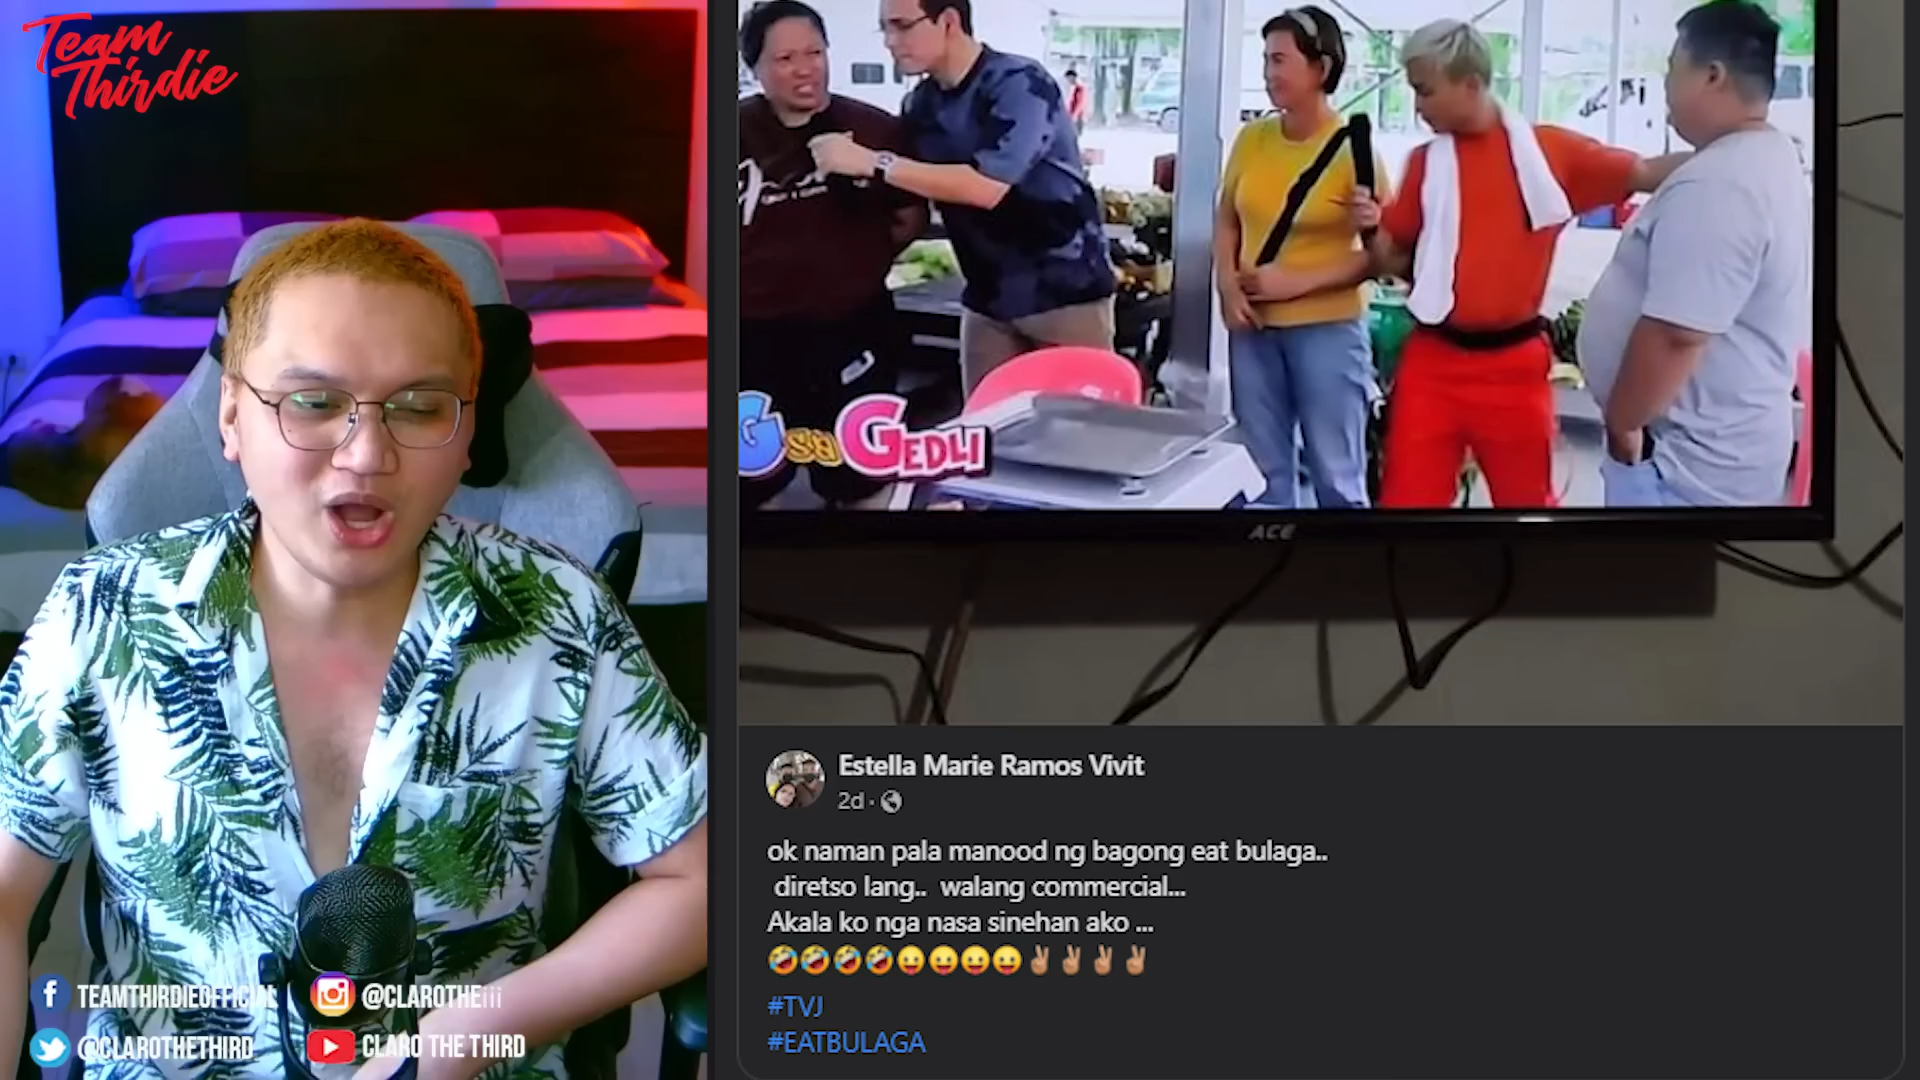 Team
Thirdie
G sa GEDLI
ACE
Estella Marie Ramos Vivit
2d ·
ok naman pala manood ng bagong eat bulaga..
diretso lang.. walang commercial...
Akala ko nga nasa sinehan ako ...
🤣🤣🤣🤣😝😝😝😝✌🏽✌🏽✌🏽✌🏽
#TVJ
#EATBULAGA
TEAMTHIRDIEOFFICIAL
@CLAROTHEiii
@CLAROTHETHIRD
CLARO THE THIRD